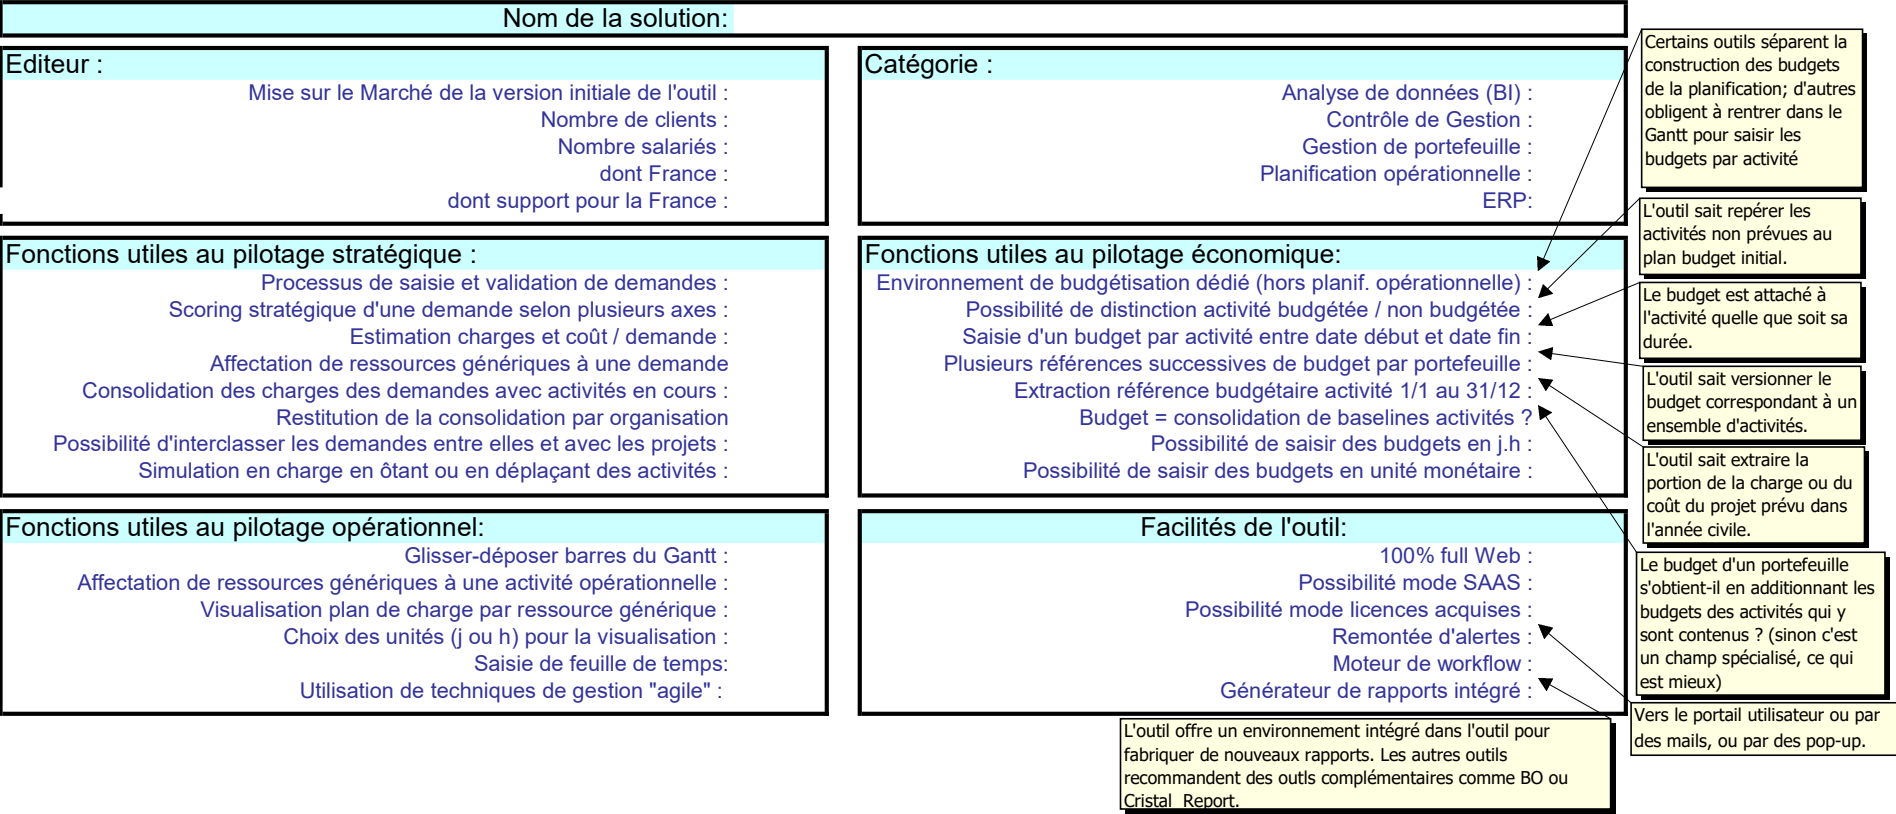 Nom de la solution:
Editeur :
Mise sur le Marché de la version initiale de l'outil :
Nombre de clients :
Nombre salariés :
dont France :
dont support pour la France :
Catégorie :
Analyse de données (BI) :
Contrôle de Gestion :
Gestion de portefeuille :
Planification opérationnelle :
ERP:
Certains outils séparent la
construction des budgets
de la planification; d'autres
obligent à rentrer dans le
Gantt pour saisir les
budgets par activité
Fonctions utiles au pilotage stratégique :
Processus de saisie et validation de demandes :
Scoring stratégique d'une demande selon plusieurs axes :
Estimation charges et coût / demande :
Affectation de ressources génériques à une demande
Consolidation des charges des demandes avec activités en cours :
Restitution de la consolidation par organisation
Possibilité d'interclasser les demandes entre elles et avec les projets :
Simulation en charge en ôtant ou en déplaçant des activités :
Fonctions utiles au pilotage économique:
Environnement de budgétisation dédié (hors planif. opérationnelle) :
Possibilité de distinction activité budgétée / non budgétée :
Saisie d'un budget par activité entre date début et date fin :
Plusieurs références successives de budget par portefeuille :
Extraction référence budgétaire activité 1/1 au 31/12 :
Budget = consolidation de baselines activités ?
Possibilité de saisir des budgets en j.h :
Possibilité de saisir des budgets en unité monétaire :
L'outil sait repérer les
activités non prévues au
plan budget initial.
Le budget est attaché à
l'activité quelle que soit sa
durée.
L'outil sait versionner le
budget correspondant à un
ensemble d'activités.
L'outil sait extraire la
portion de la charge ou du
coût du projet prévu dans
l'année civile.
Fonctions utiles au pilotage opérationnel:
Glisser-déposer barres du Gantt :
Affectation de ressources génériques à une activité opérationnelle :
Visualisation plan de charge par ressource générique :
Choix des unités (j ou h) pour la visualisation :
Saisie de feuille de temps:
Utilisation de techniques de gestion "agile" :
Facilités de l'outil:
100% full Web :
Possibilité mode SAAS :
Possibilité mode licences acquises :
Remontée d'alertes :
Moteur de workflow :
Générateur de rapports intégré :
Le budget d'un portefeuille
s'obtient-il en additionnant les
budgets des activités qui y
sont contenus ? (sinon c'est
un champ spécialisé, ce qui
est mieux)
Vers le portail utilisateur ou par
des mails, ou par des pop-up.
L'outil offre un environnement intégré dans l'outil pour
fabriquer de nouveaux rapports. Les autres outils
recommandent des outls complémentaires comme BO ou
Cristal Report.